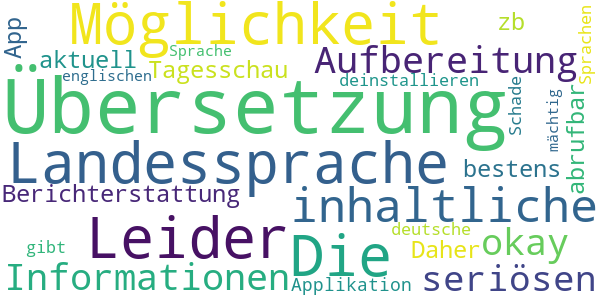 App Möglichkeit zb Sprachen
aktuell Sprache Aufbereitung
englischen Tagesschau deinstallieren
Übersetzung Schade mächtig abrufbar
Landessprache bestens
Berichterstattung inhaltliche
gibt Leider Die deutsche Daher okay
Informationen Applikation seriösen